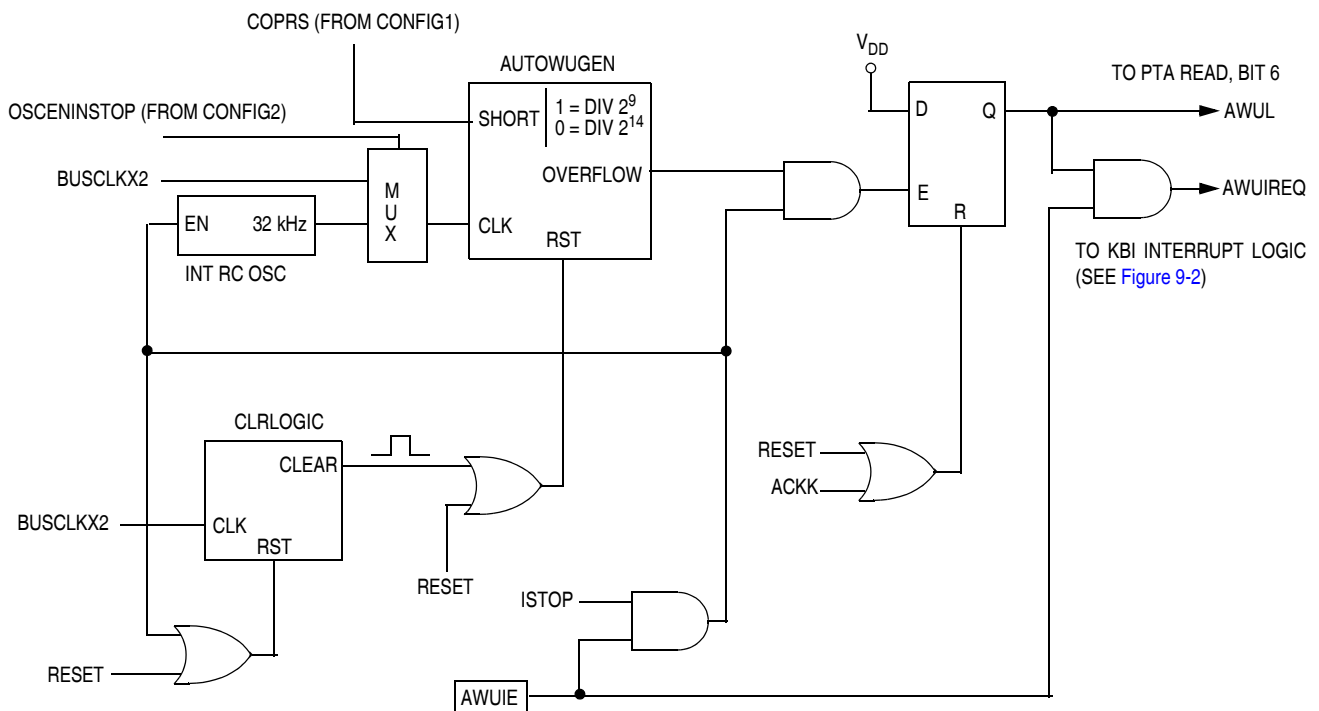 COPRS (FROM CONFIG1)
V_DD
AUTOWUGEN
TO PTA READ, BIT 6
SHORT
1 = DIV 2^9
0 = DIV 2^14
D
Q
AWUL
OSCENINSTOP (FROM CONFIG2)
BUSCLKX2
MUX
OVERFLOW
E
AWUIREQ
EN
32 kHz
CLK
RST
R
INT RC OSC
TO KBI INTERRUPT LOGIC
(SEE Figure 9-2)
CLRLOGIC
CLEAR
RESET
ACKK
BUSCLKX2
CLK
RST
RESET
ISTOP
RESET
AWUIE